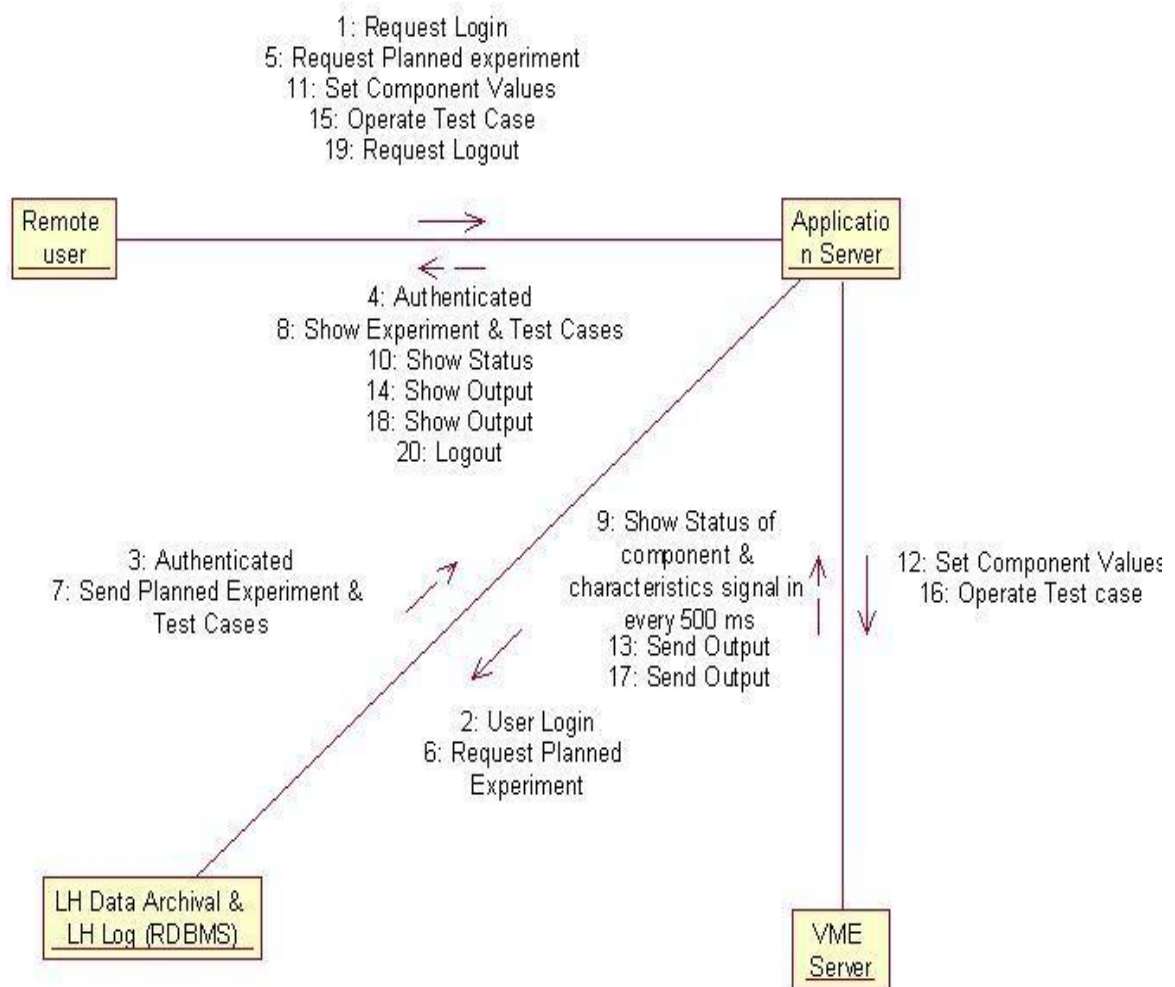 1: Request Login
5: Request Planned experiment
11: Set Component Values
15: Operate Test Case
19: Request Logout
Remote
user
Applicatio
n Server
4: Authenticated
8: Show Experiment & Test Cases
10: Show Status
14: Show Output
18: Show Output
20: Logout
3: Authenticated
7: Send Planned Experiment &
Test Cases
9: Show Status of
component &
characteristics signal in
every 500 ms
13: Send Output
17: Send Output
12: Set Component Values
16: Operate Test case
2: User Login
6: Request Planned
Experiment
LH Data Archival &
LH Log (RDBMS)
VME
Server